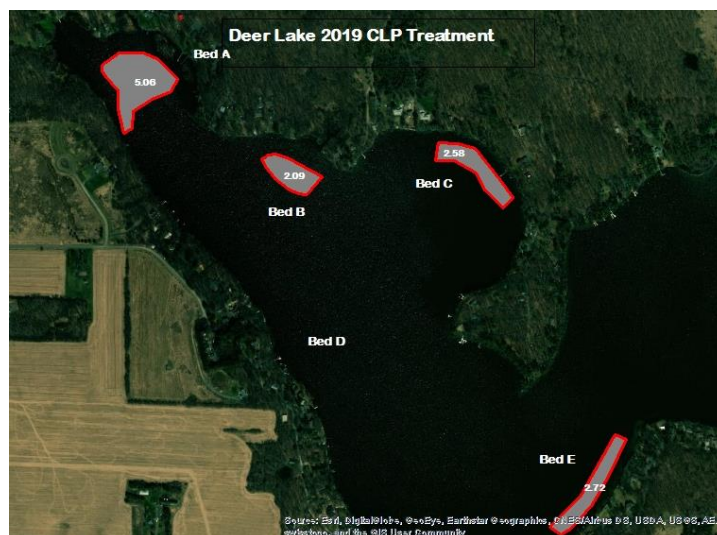 Deer Lake 2019 CLP Treatment
Bed A
5.06
2.58
2.09
Bed C
Bed B
Bed D
Bed E
2.72
Source: Esri, DigitalGlobe, GeoEye, Earthstar Geographics, CNES/Airbus DS, USDA, USGS, AE
and the GIS User Community